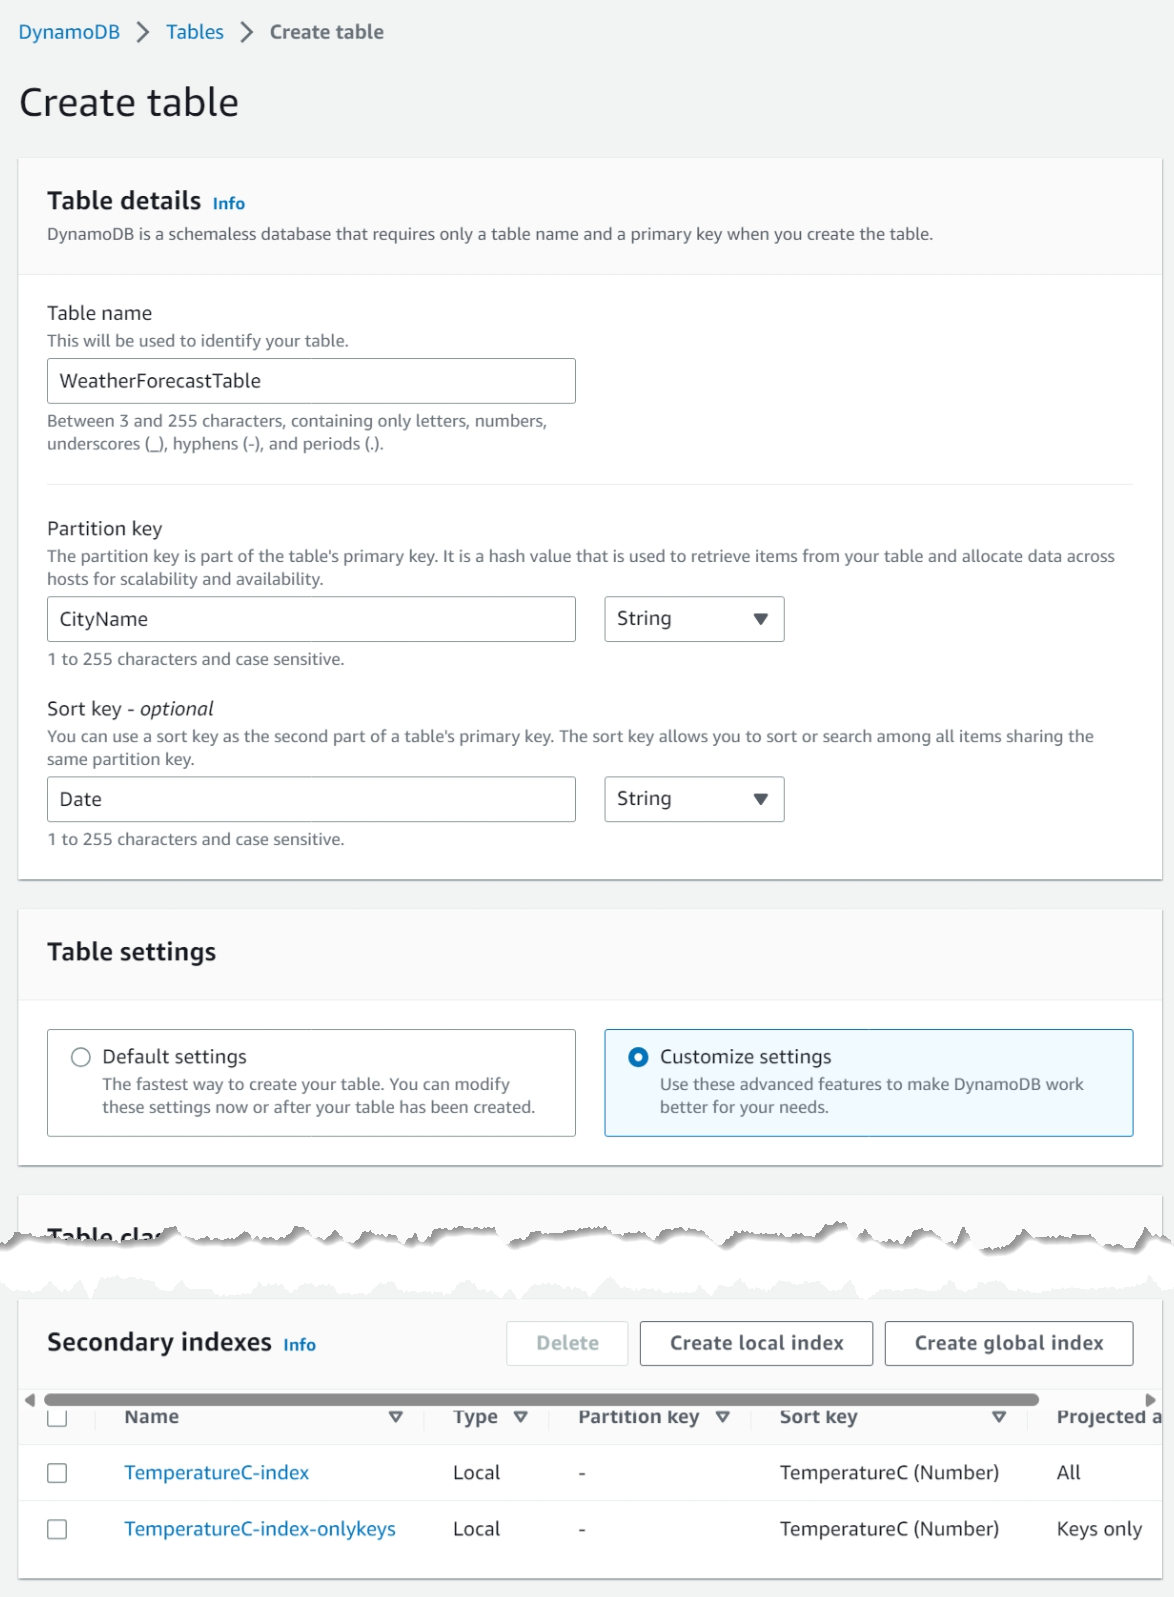 DynamoDB > Tables > Create table
Create table
Table details Info
DynamoDB is a schemaless database that requires only a table name and a primary key when you create the table.
Table name
This will be used to identify your table.
WeatherForecastTable
Between 3 and 255 characters, containing only letters, numbers,
underscores (_), hyphens (-), and periods (.).
Partition key
The partition key is part of the table's primary key. It is a hash value that is used to retrieve items from your table and allocate data across
hosts for scalability and availability.
CityName String
1 to 255 characters and case sensitive.
Sort key - optional
You can use a sort key as the second part of a table's primary key. The sort key allows you to sort or search among all items sharing the
same partition key.
Date String
1 to 255 characters and case sensitive.
Table settings
Default settings Customize settings
The fastest way to create your table. You can modify Use these advanced features to make DynamoDB work
these settings now or after your table has been created. better for your needs.
Table clas
Secondary indexes Info Delete Create local index Create global index
Name Type Partition key Sort key Projected a
TemperatureC-index Local - TemperatureC (Number) All
TemperatureC-index-onlykeys Local - TemperatureC (Number) Keys only